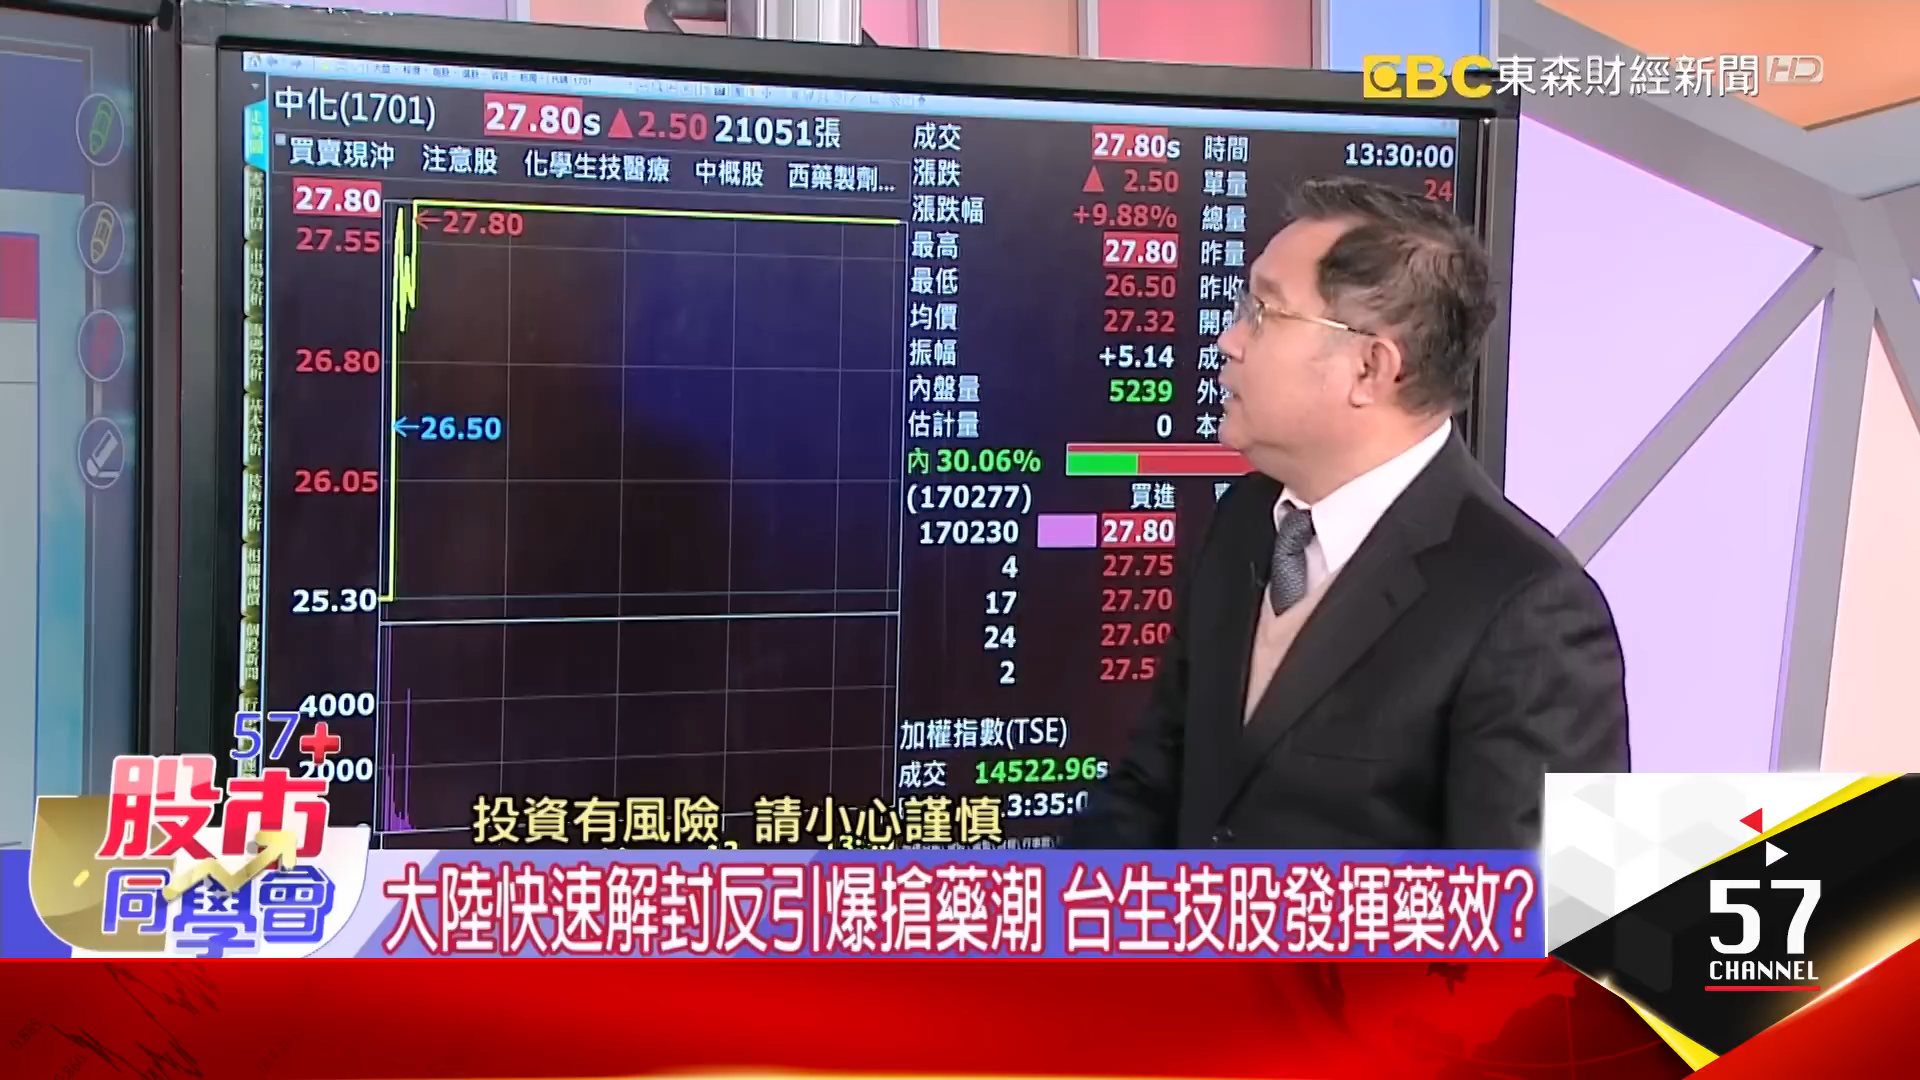 EBC東森財經新聞HD
中化(1701) 27.80s ▲2.50 21051張
買賣現沖 注意股 化學生技醫療 中概股 西藥製劑...
27.80
27.55
26.80
26.05
25.30
4000
2000
←27.80
←26.50
成交 27.80s 時間 13:30:00
漲跌 ▲ 2.50 單量 24
漲跌幅 +9.88% 總量
最高 27.80 昨量
最低 26.50 昨收
均價 27.32
振幅 +5.14
內盤量 5239
估計量 0
內 30.06%
(170277) 買進
170230 27.80
4 27.75
17 27.70
24 27.60
2
加權指數(TSE)
成交 14522.96s
投資有風險 請小心謹慎
57+
股市
同學會
大陸快速解封反引爆搶藥潮 台生技股發揮藥效?
57
CHANNEL